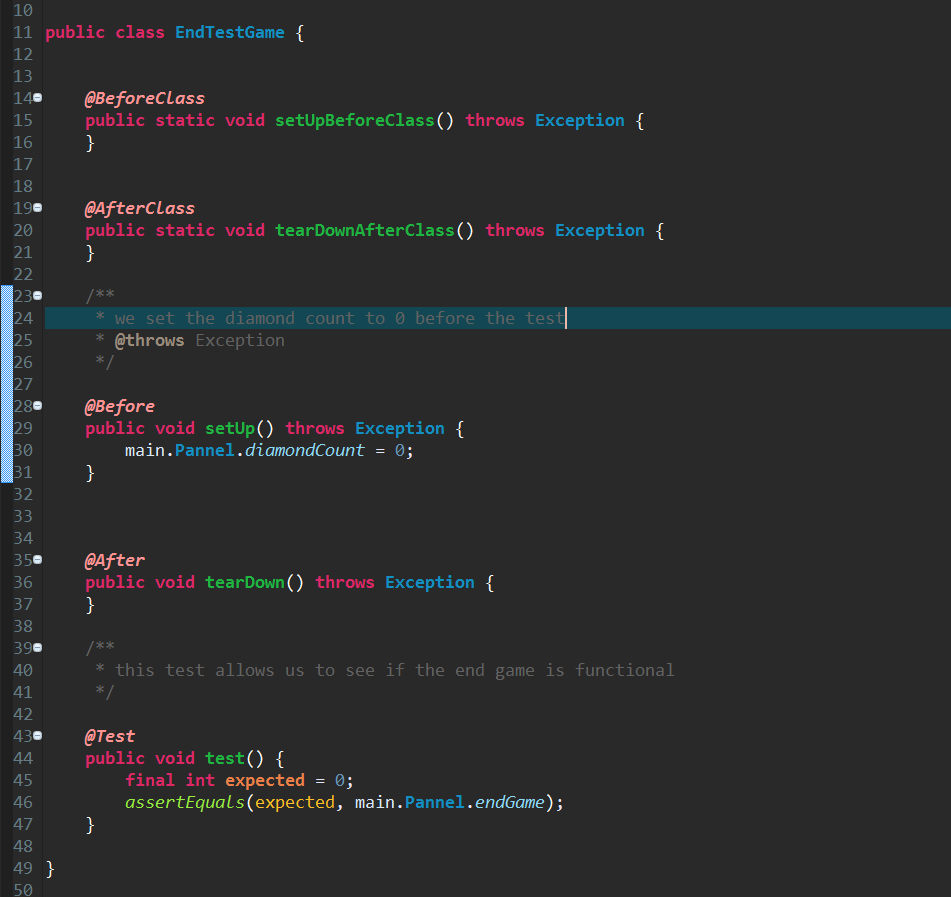 10
11 public class EndTestGame {
12
13
14 @BeforeClass
15 public static void setUpBeforeClass() throws Exception {
16 }
17
18
19 @AfterClass
20 public static void tearDownAfterClass() throws Exception {
21 }
22
23 /**
24 * we set the diamond count to 0 before the test
25 * @throws Exception
26 */
27
28 @Before
29 public void setUp() throws Exception {
30 main.Pannel.diamondCount = 0;
31 }
32
33
34
35 @After
36 public void tearDown() throws Exception {
37 }
38
39 /**
40 * this test allows us to see if the end game is functional
41 */
42
43 @Test
44 public void test() {
45 final int expected = 0;
46 assertEquals(expected, main.Pannel.endGame);
47 }
48
49 }
50